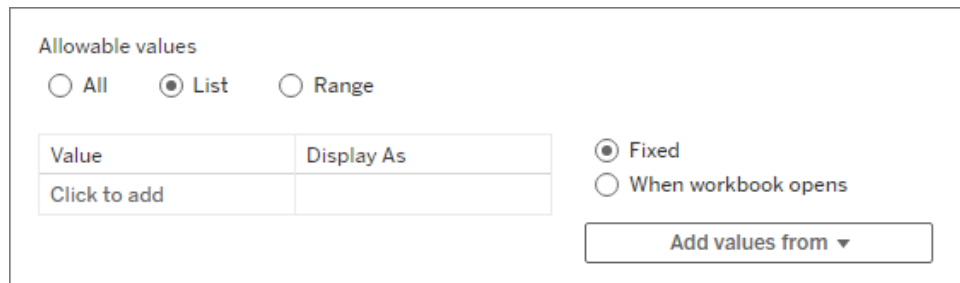 Allowable values
All List Range
Value Display As
Click to add
Fixed
When workbook opens
Add values from